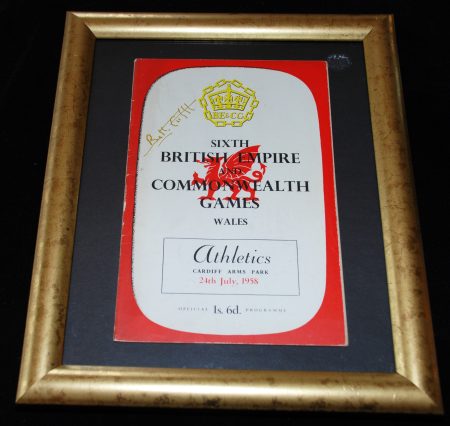 BE&CG
SIXTH
BRITISH EMPIRE
AND
COMMONWEALTH
GAMES
WALES
Athletics
CARDIFF ARMS PARK
24th July, 1958
OFFICIAL 1s. 6d. PROGRAMME